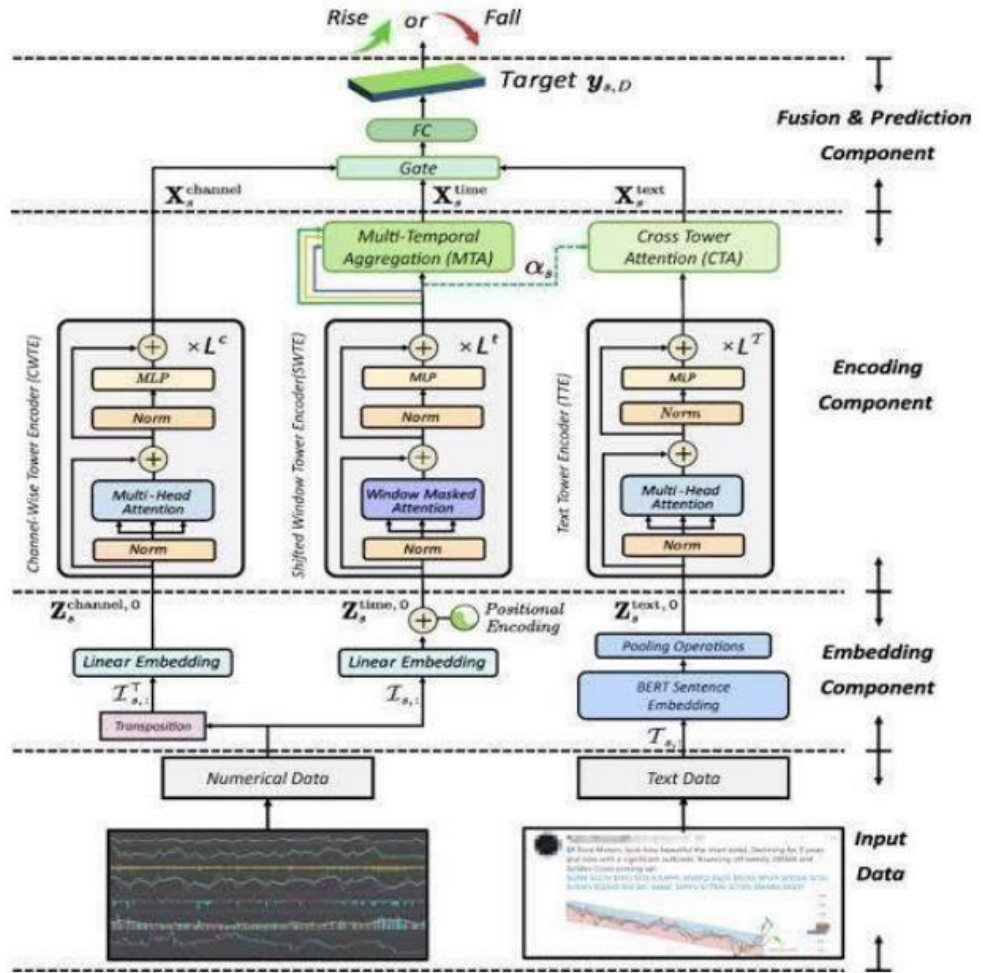 Rise or Fall
Target y_{s,D}
FC
Fusion & Prediction
Component
Gate
X_s^{channel}
X_s^{time}
X_s^{text}
Multi-Temporal
Aggregation (MTA)
Cross Tower
Attention (CTA)
α_s
Channel-Wise Tower Encoder (CWTE)
× L^c
MLP
Norm
Multi-Head
Attention
Norm
Shifted Window Tower Encoder(SWTE)
× L^t
MLP
Norm
Window Masked
Attention
Norm
Text Tower Encoder (TTE)
× L^T
MLP
Norm
Multi-Head
Attention
Norm
Encoding
Component
Z_s^{channel, 0}
Z_s^{time, 0}
Z_s^{text, 0}
Positional
Encoding
Linear Embedding
Linear Embedding
Pooling Operations
BERT Sentence
Embedding
Embedding
Component
I_{s,:}^⊤
I_{s,:}
T_{s,:}
Transposition
Numerical Data
Text Data
Input
Data